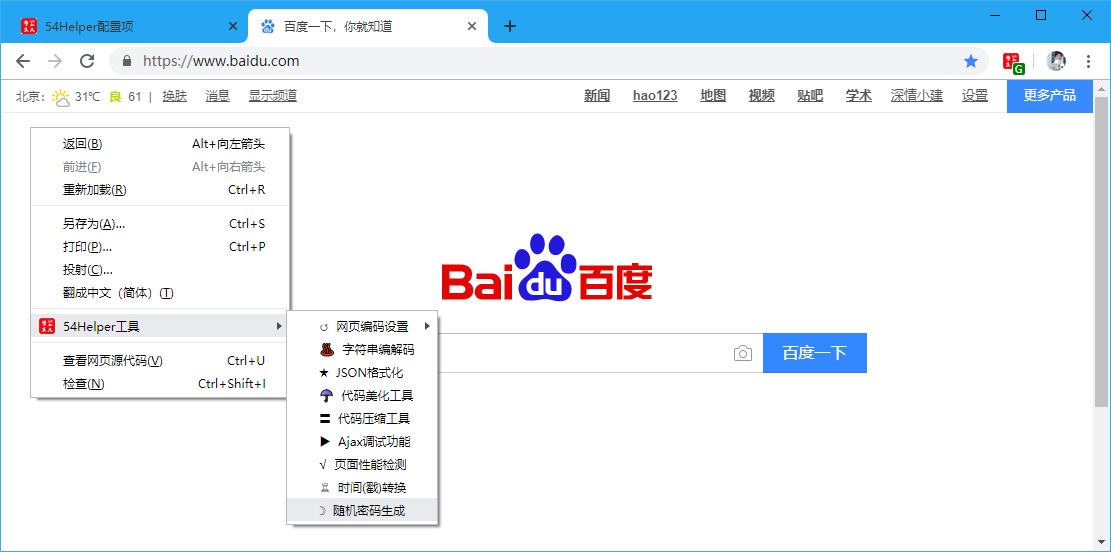 54Helper配置项
百度一下，你就知道
https://www.baidu.com
G
北京: 31℃ 良 61 | 换肤 消息 显示频道 新闻 hao123 地图 视频 贴吧 学术 深情小建 设置 更多产品
返回(B) Alt+向左箭头
前进(F) Alt+向右箭头
重新加载(R) Ctrl+R
另存为(A)... Ctrl+S
打印(P)... Ctrl+P
投射(C)...
翻成中文（简体）(T)
54Helper工具
查看网页源代码(V) Ctrl+U
检查(N) Ctrl+Shift+I
Baidu百度
百度一下
网页编码设置
字符串编解码
JSON格式化
代码美化工具
代码压缩工具
Ajax调试功能
页面性能检测
时间(戳)转换
随机密码生成